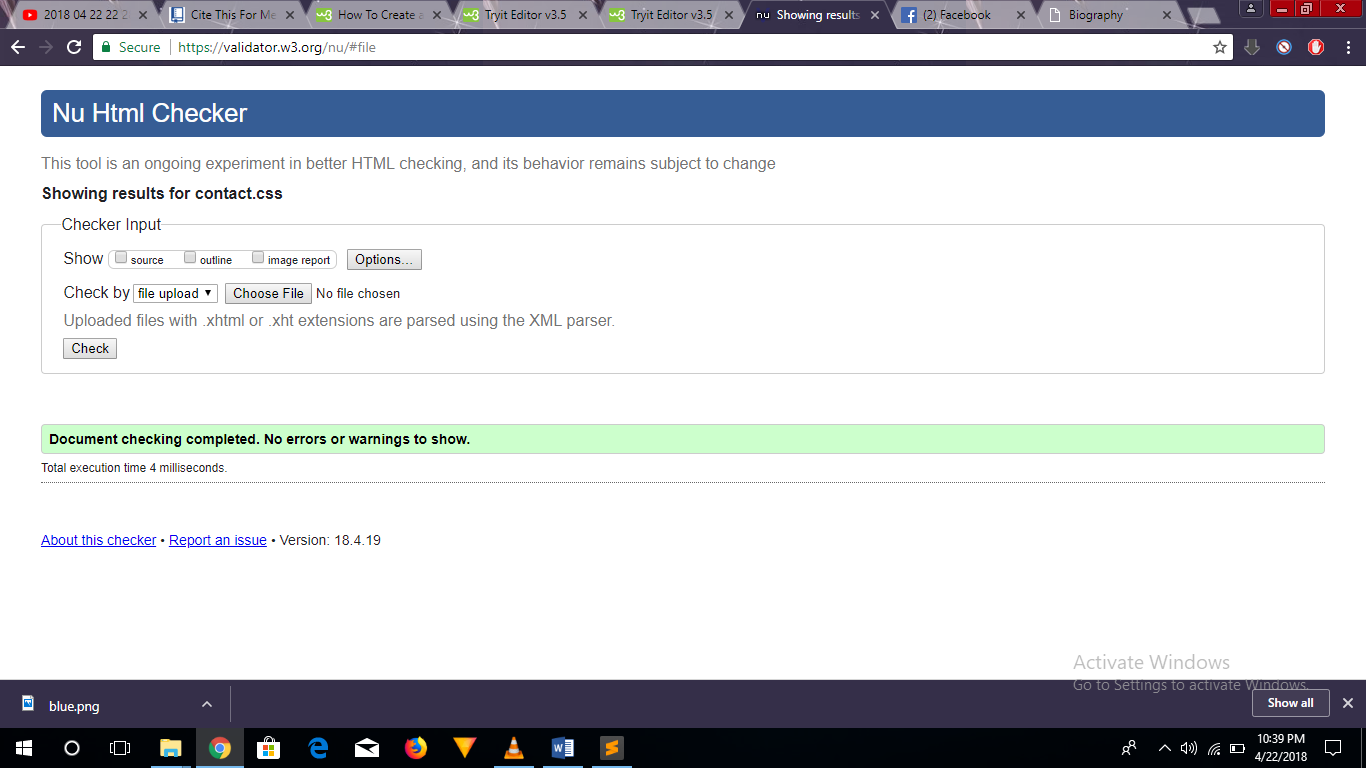 2018 04 22 22 2
Cite This For Me
How To Create a
Tryit Editor v3.5
Tryit Editor v3.5
nu Showing results
(2) Facebook
Biography
Secure https://validator.w3.org/nu/#file
Nu Html Checker
This tool is an ongoing experiment in better HTML checking, and its behavior remains subject to change
Showing results for contact.css
Checker Input
Show source outline image report Options...
Check by file upload Choose File No file chosen
Uploaded files with .xhtml or .xht extensions are parsed using the XML parser.
Check
Document checking completed. No errors or warnings to show.
Total execution time 4 milliseconds.
About this checker • Report an issue • Version: 18.4.19
Activate Windows
Go to Settings to activate Windows.
blue.png
Show all
10:39 PM
4/22/2018